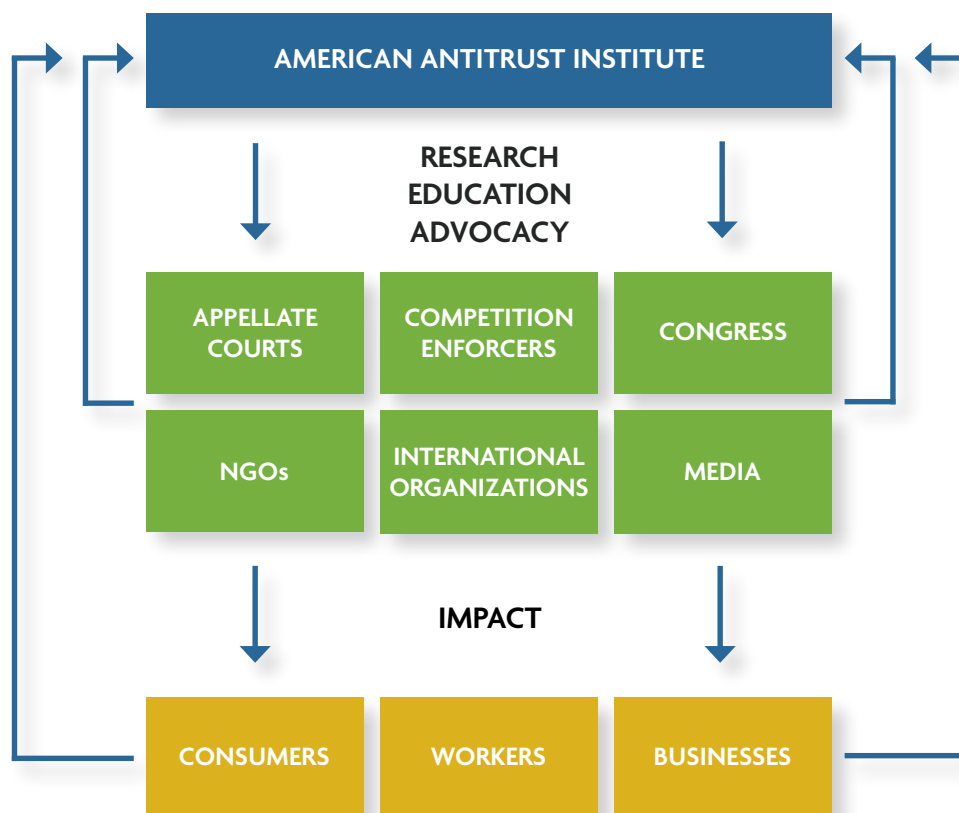 AMERICAN ANTITRUST INSTITUTE
RESEARCH
EDUCATION
ADVOCACY
APPELLATE
COURTS
COMPETITION
ENFORCERS
CONGRESS
NGOs
INTERNATIONAL
ORGANIZATIONS
MEDIA
IMPACT
CONSUMERS
WORKERS
BUSINESSES